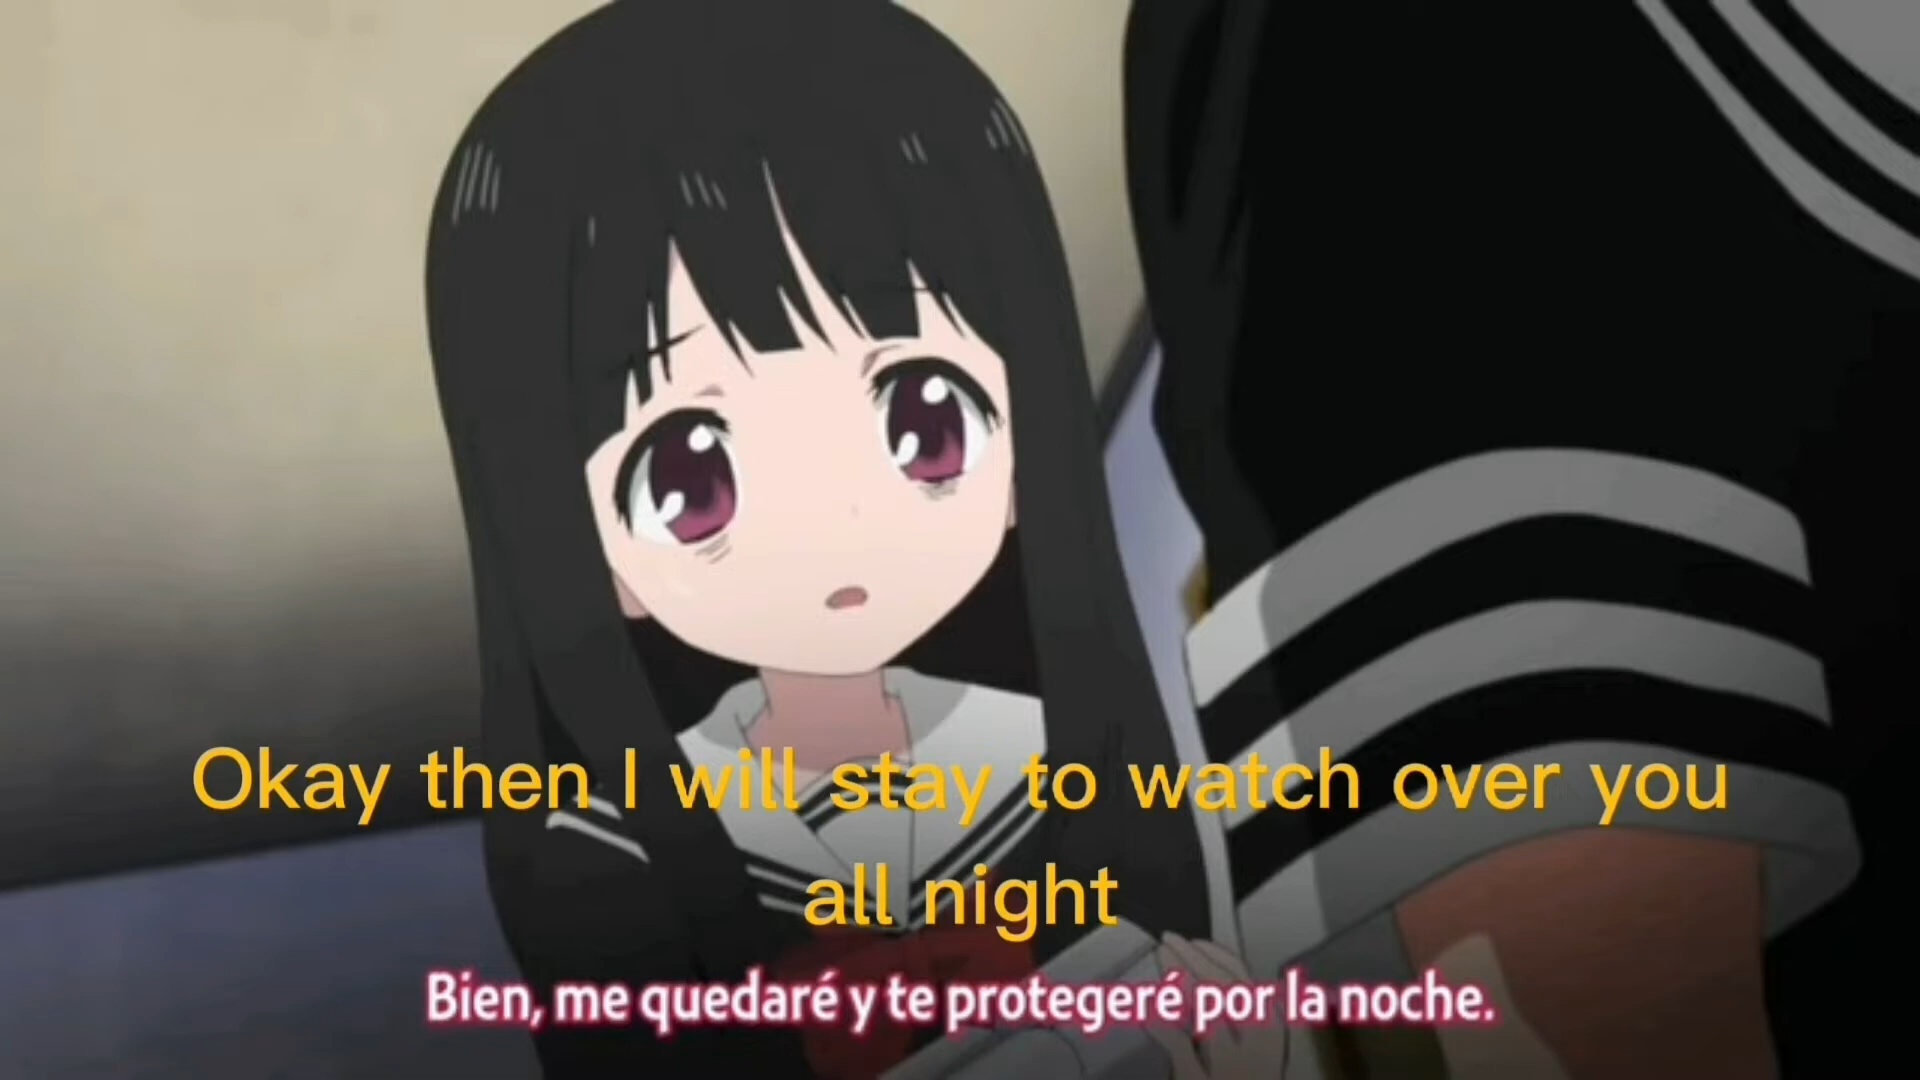 Okay then I will stay to watch over you
all night
Bien, me quedaré y te protegeré por la noche.